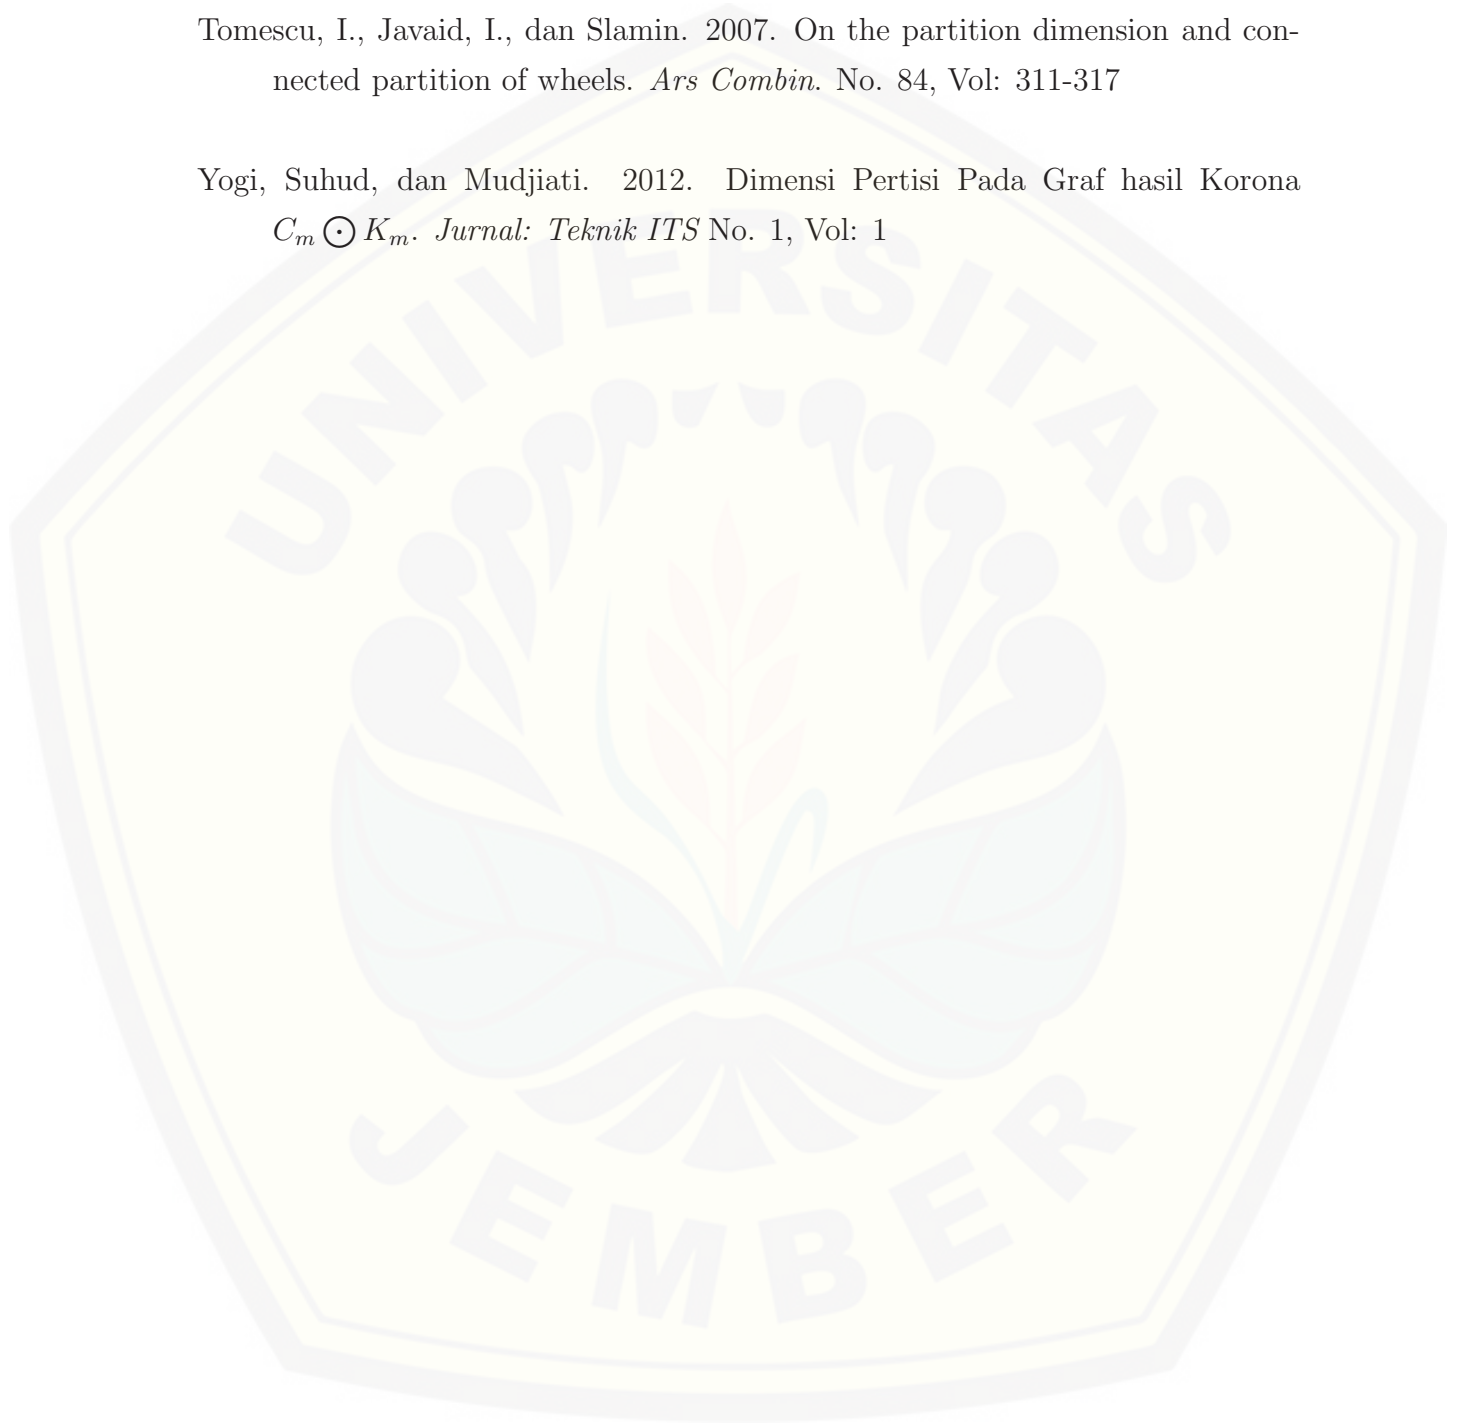 Tomescu, I., Javaid, I., dan Slamin. 2007. On the partition dimension and con-
nected partition of wheels. Ars Combin. No. 84, Vol: 311-317
Yogi, Suhud, dan Mudjiati. 2012. Dimensi Pertisi Pada Graf hasil Korona
C_m ⨀ K_m. Jurnal: Teknik ITS No. 1, Vol: 1
UNIVERSITAS
JEMBER